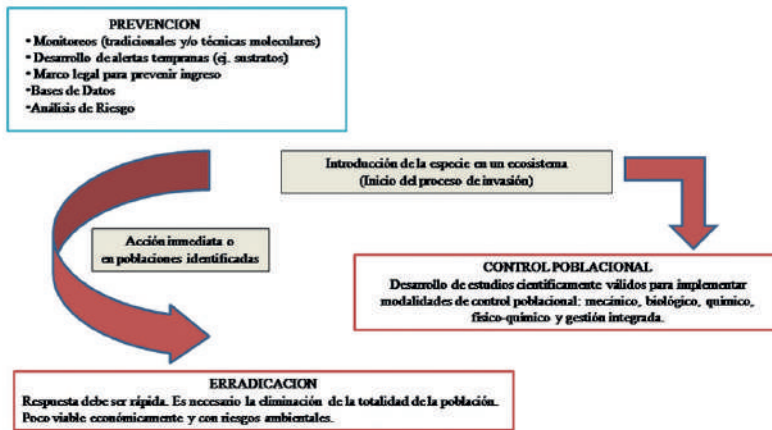 PREVENCION
• Monitoreos (tradicionales y/o técnicas moleculares)
• Desarrollo de alertas tempranas (ej. sustratos)
• Marco legal para prevenir ingreso
•Bases de Datos
•Análisis de Riesgo
Introducción de la especie en un ecosistema
(Inicio del proceso de invasión)
Acción inmediata o
en poblaciones identificadas
CONTROL POBLACIONAL
Desarrollo de estudios científicamente válidos para implementar
modalidades de control poblacional: mecánico, biológico, químico,
físico-químico y gestión integrada.
ERRADICACION
Respuesta debe ser rápida. Es necesario la eliminación de la totalidad de la población.
Poco viable económicamente y con riesgos ambientales.